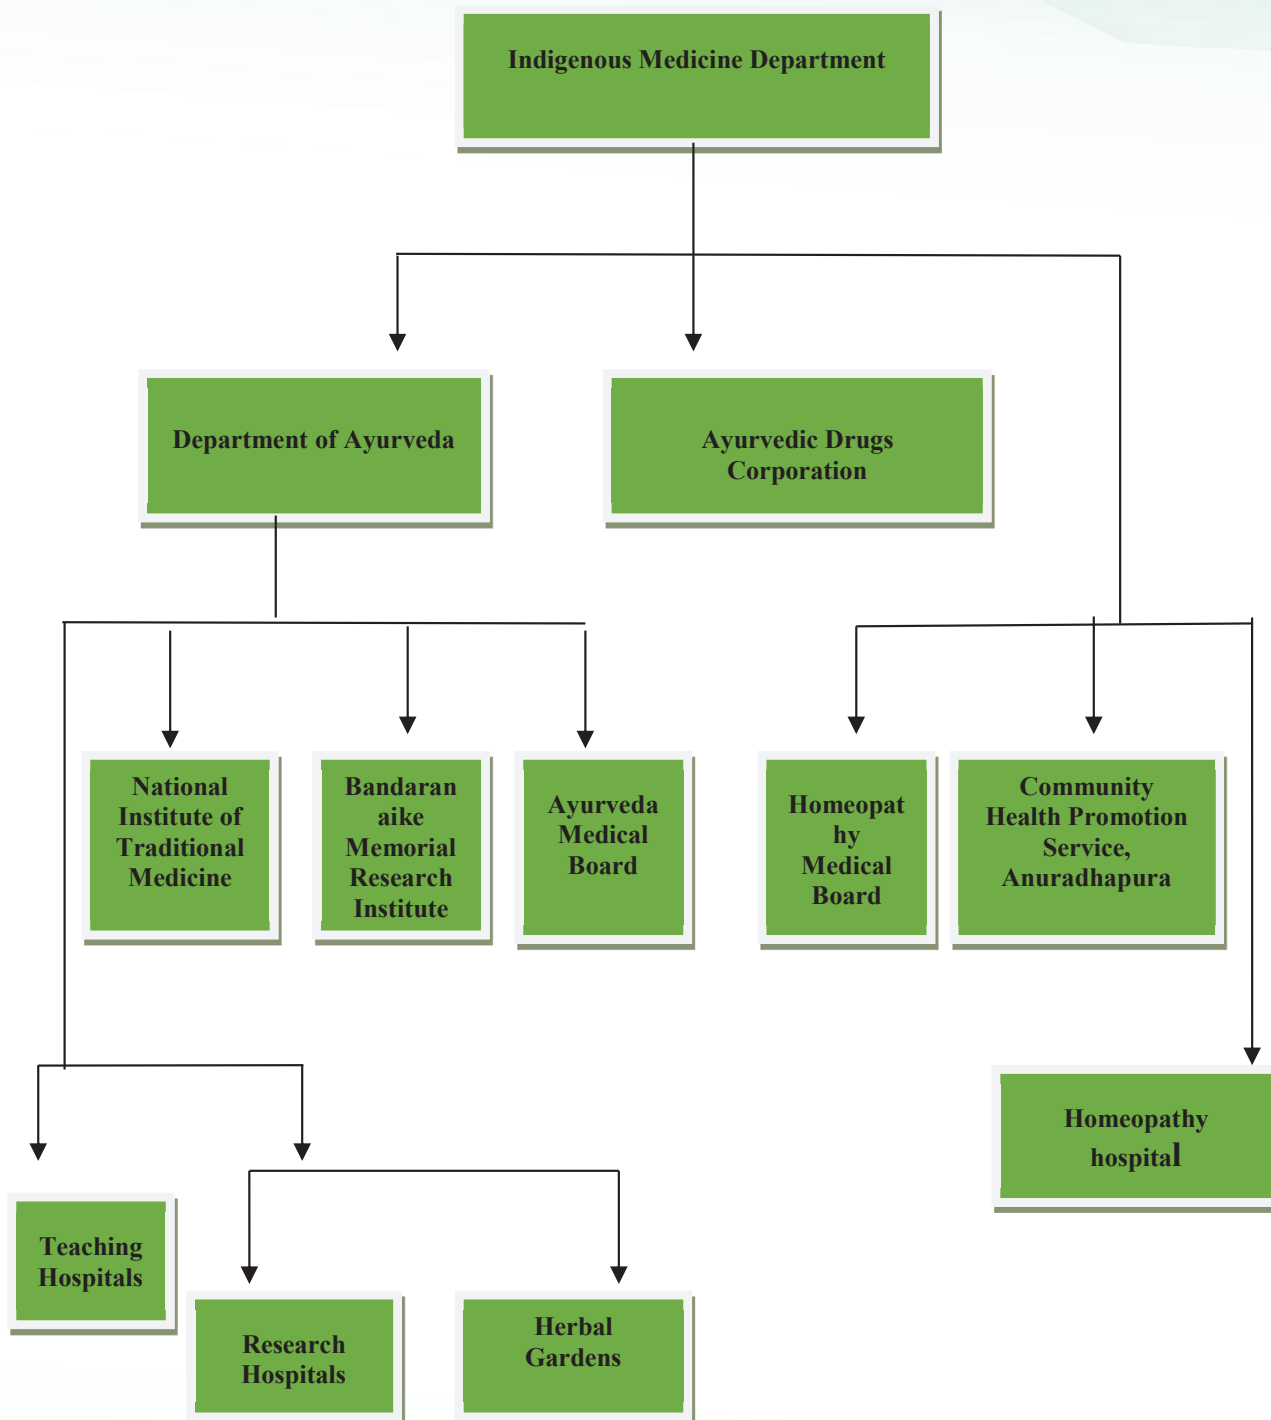 Indigenous Medicine Department
Department of Ayurveda
Ayurvedic Drugs
Corporation
National
Institute of
Traditional
Medicine
Bandaran
aike
Memorial
Research
Institute
Ayurveda
Medical
Board
Homeopat
hy
Medical
Board
Community
Health Promotion
Service,
Anuradhapura
Homeopathy
hospital
Teaching
Hospitals
Research
Hospitals
Herbal
Gardens